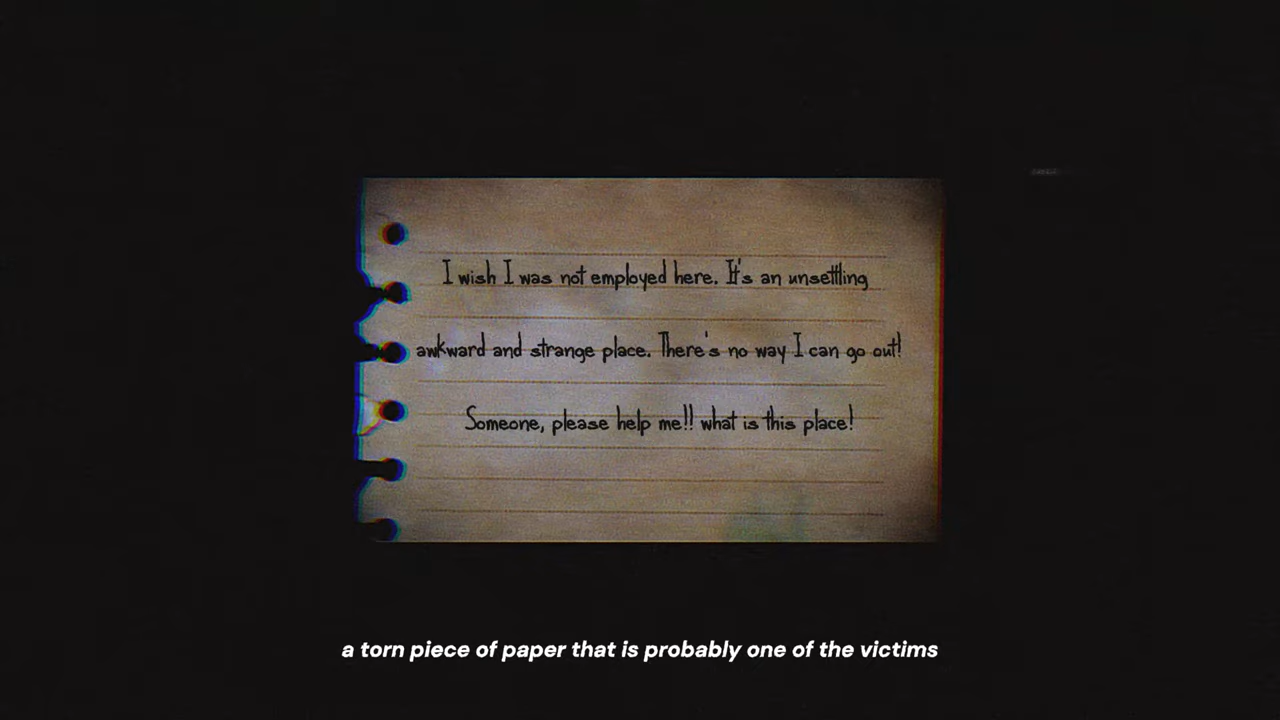 I wish I was not employed here. It's an unsettling
awkward and strange place. There's no way I can go out!
Someone, please help me!! what is this place!
a torn piece of paper that is probably one of the victims